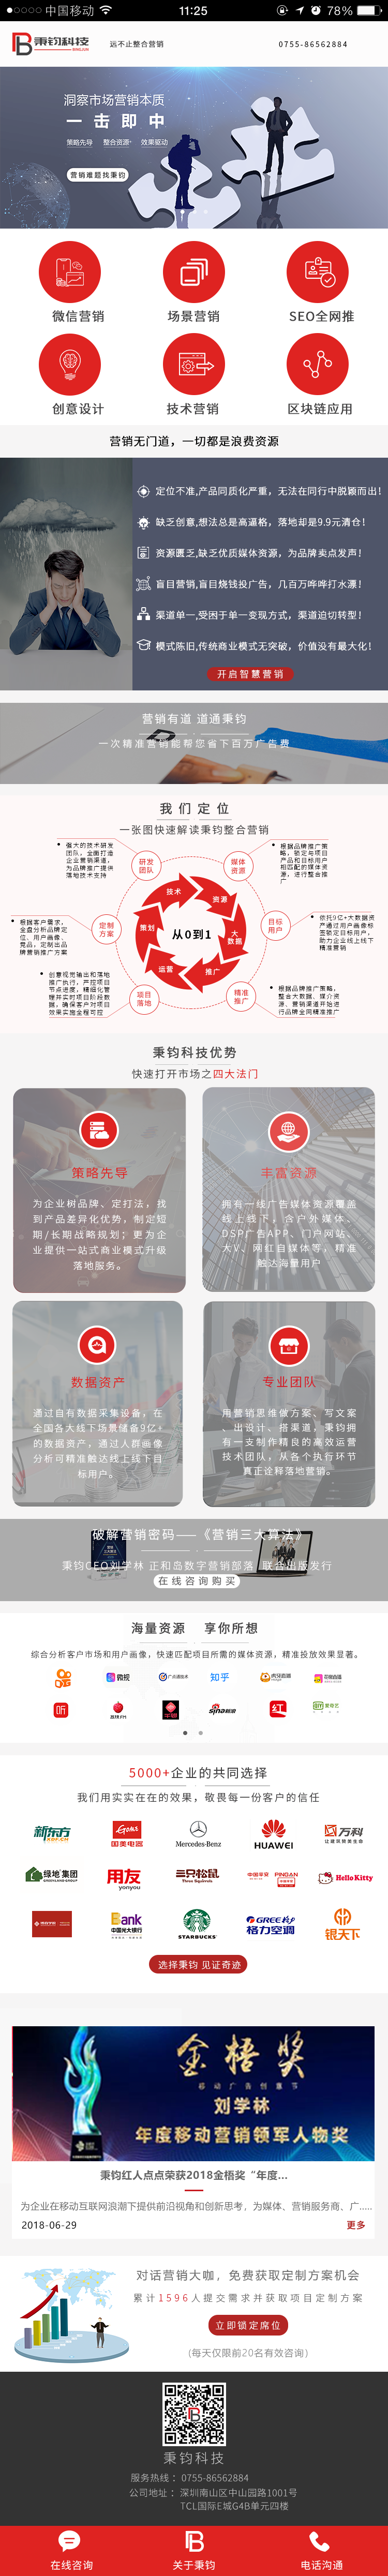 中国移动
11:25
78%
秉钧科技
远不止整合营销
0755-86562884
洞察市场营销本质
一击即中
策略先导 整合资源 效果驱动
营销难题找秉钧
微信营销 场景营销 SEO全网推
创意设计 技术营销 区块链应用
营销无门道，一切都是浪费资源
定位不准,产品同质化严重，无法在同行中脱颖而出！
缺乏创意,想法总是高逼格，落地却是9.9元清仓！
资源匮乏,缺乏优质媒体资源，为品牌卖点发声！
盲目营销,盲目烧钱投广告，几百万哗哗打水漂！
渠道单一,受困于单一变现方式，渠道迫切转型！
模式陈旧,传统商业模式无突破，价值没有最大化！
开启智慧营销
营销有道 道通秉钧
一次精准营销能帮您省下百万广告费
我们定位
一张图快速解读秉钧整合营销
强大的技术研发
团队，全面打造
企业营销渠道，
为品牌推广提供
落地技术支持
研发
团队
媒体
资源
根据品牌推广策
略，锁定与项目
产品和目标用户
相匹配的媒体资
源，进行整合推
广
技术
资源
根据客户需求，
全盘分析品牌定
位、用户画像、
竞品，定制出品
牌营销推广方案
定制
方案
策划
从0到1
大
数据
目标
用户
依托9亿+大数据资
产通过用户画像标
签锁定目标用户，
助力企业线上线下
精准营销
运营
推广
创意视觉输出和落地
推广执行，严控项目
节点进度，精细化管
理并实时项目阶段数
据，确保客户对项目
效果实施全程可控
项目
落地
精准
推广
根据品牌推广策略，
整合大数据、媒介资
源、营销渠道开始进
行品牌全网精准推广
秉钧科技优势
快速打开市场之四大法门
策略先导
为企业树品牌、定打法，找
到产品差异化优势，制定短
期/长期战略规划；更为企
业提供一站式商业模式升级
落地服务。
丰富资源
拥有一线广告媒体资源覆盖
线上线下，含户外媒体、
DSP广告APP、门户网站、
大V、网红自媒体等，精准
触达海量用户
数据资产
通过自有数据采集设备，在
全国各大线下场景储备9亿+
的数据资产，通过人群画像
分析可精准触达线上线下目
标用户。
专业团队
用营销思维做方案、写文案
、出设计、搭渠道，秉钧拥
有一支制作精良的高效运营
技术团队，从各个执行环节
真正诠释落地营销。
破解营销密码——《营销三大算法》
秉钧CEO刘学林 正和岛数字营销部落 联合出版发行
在线咨询购买
海量资源 享你所想
综合分析客户市场和用户画像，快速匹配项目所需的媒体资源，精准投放效果显著。
微视
知乎
虎牙直播
听
荔枝FM
sina新浪
红
爱奇艺
5000+企业的共同选择
我们用实实在在的效果，敬畏每一份客户的信任
新东方
XDF.CN
GOME
国美电器
Mercedes-Benz
HUAWEI
万科
让建筑赞美生命
绿地集团
GREENLAND GROUP
用友
yonyou
三只松鼠
Three Squirrels
中国平安 PINGAN
Hello Kitty
Bank
中国光大银行
STARBUCKS
GREE格力
格力空调
银天下
选择秉钧 见证奇迹
金梧奖
移动广告创意节
刘学林
年度移动营销领军人物奖
秉钧红人点点荣获2018金梧奖“年度...
为企业在移动互联网浪潮下提供前沿视角和创新思考，为媒体、营销服务商、广.....
2018-06-29
更多
对话营销大咖，免费获取定制方案机会
累计1596人提交需求并获取项目定制方案
立即锁定席位
(每天仅限前20名有效咨询)
秉钧科技
服务热线：0755-86562884
公司地址：深圳南山区中山园路1001号
TCL国际E城G4B单元四楼
在线咨询 关于秉钧 电话沟通